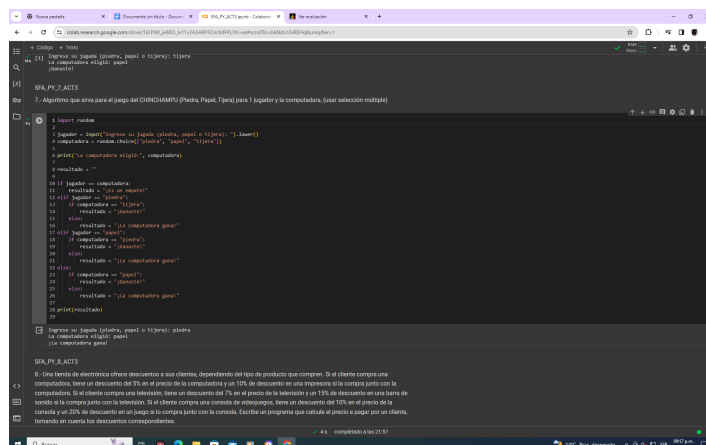 Nueva pestaña
Documento sin título - Docum
SFA_PY_ACT3.ipynb - Colabora
Ver evaluación
+ Código + Texto
RAM
Disco
[1] Ingrese su jugada (piedra, papel o tijera): tijera
La computadora eligió: papel
¡Ganaste!
SFA_PY_7_ACT3
7.- Algoritmo que sirva para el juego del CHINCHAMPU (Piedra, Papel, Tijera) para 1 jugador y la computadora, (usar selección múltiple)
1 import random
2
3 jugador = input("Ingrese su jugada (piedra, papel o tijera): ").lower()
4 computadora = random.choice(["piedra", "papel", "tijera"])
5
6 print("La computadora eligió:", computadora)
7
8 resultado = ""
9
10 if jugador == computadora:
11 resultado = "¡Es un empate!"
12 elif jugador == "piedra":
13 if computadora == "tijera":
14 resultado = "¡Ganaste!"
15 else:
16 resultado = "¡La computadora gana!"
17 elif jugador == "papel":
18 if computadora == "piedra":
19 resultado = "¡Ganaste!"
20 else:
21 resultado = "¡La computadora gana!"
22 else:
23 if computadora == "papel":
24 resultado = "¡Ganaste!"
25 else:
26 resultado = "¡La computadora gana!"
27
28 print(resultado)
29
Ingrese su jugada (piedra, papel o tijera): piedra
La computadora eligió: papel
¡La computadora gana!
SFA_PY_8_ACT3
8.- Una tienda de electrónica ofrece descuentos a sus clientes, dependiendo del tipo de producto que compren. Si el cliente compra una
computadora, tiene un descuento del 5% en el precio de la computadora y un 10% de descuento en una impresora si la compra junto con la
computadora. Si el cliente compra una televisión, tiene un descuento del 7% en el precio de la televisión y un 15% de descuento en una barra de
sonido si la compra junto con la televisión. Si el cliente compra una consola de videojuegos, tiene un descuento del 10% en el precio de la
consola y un 20% de descuento en un juego si lo compra junto con la consola. Escribe un programa que calcule el precio a pagar por un cliente,
tomando en cuenta los descuentos correspondientes.
4 s completado a las 21:57
Buscar
09:57 p.m.